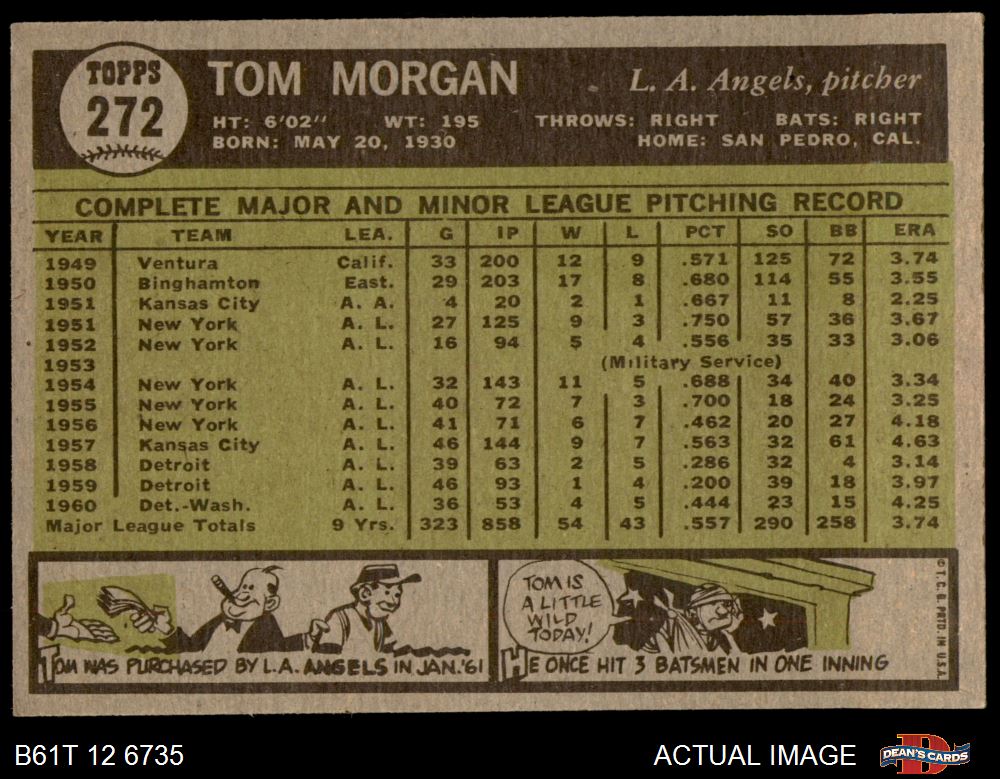 TOPPS
272
TOM MORGAN
L. A. Angels, pitcher
HT: 6'02" WT: 195 THROWS: RIGHT BATS: RIGHT
BORN: MAY 20, 1930 HOME: SAN PEDRO, CAL.
COMPLETE MAJOR AND MINOR LEAGUE PITCHING RECORD
YEAR TEAM LEA. G IP W L PCT SO BB ERA
1949 Ventura Calif. 33 200 12 9 .571 125 72 3.74
1950 Binghamton East. 29 203 17 8 .680 114 55 3.55
1951 Kansas City A. A. 4 20 2 1 .667 11 8 2.25
1951 New York A. L. 27 125 9 3 .750 57 36 3.67
1952 New York A. L. 16 94 5 4 .556 35 33 3.06
1953 (Military Service)
1954 New York A. L. 32 143 11 5 .688 34 40 3.34
1955 New York A. L. 40 72 7 3 .700 18 24 3.25
1956 New York A. L. 41 71 6 7 .462 20 27 4.18
1957 Kansas City A. L. 46 144 9 7 .563 32 61 4.63
1958 Detroit A. L. 39 63 2 5 .286 32 4 3.14
1959 Detroit A. L. 46 93 1 4 .200 39 18 3.97
1960 Det.-Wash. A. L. 36 53 4 5 .444 23 15 4.25
Major League Totals 9 Yrs. 323 858 54 43 .557 290 258 3.74
TOM WAS PURCHASED BY L.A. ANGELS IN JAN. '61
TOM IS
A LITTLE
WILD
TODAY!
HE ONCE HIT 3 BATSMEN IN ONE INNING
© T. C. G. PRTD. IN U.S.A.
B61T 12 6735
ACTUAL IMAGE
DEAN'S CARDS